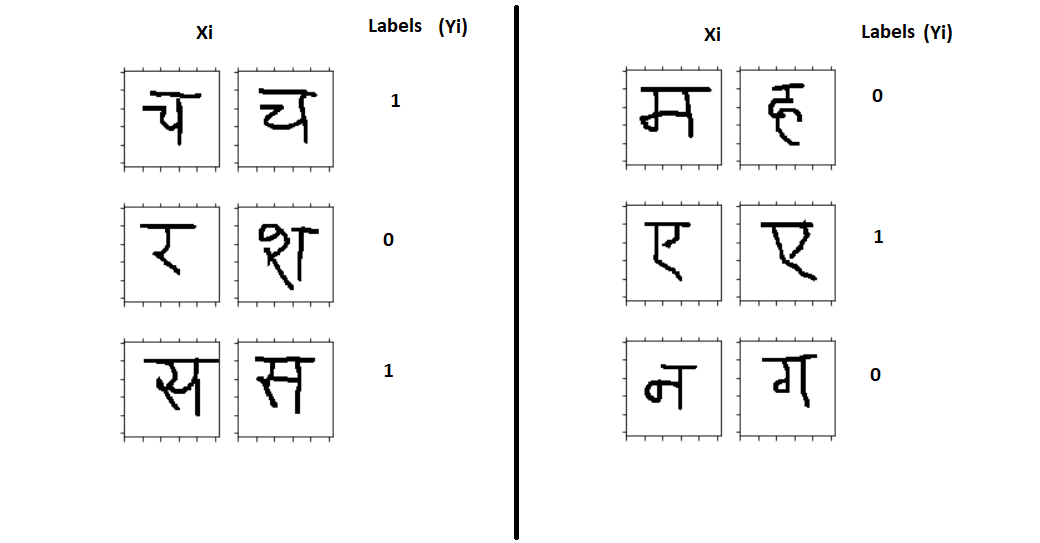 Xi Labels (Yi)
च च 1
र श 0
स स 1
Xi Labels (Yi)
म ह 0
ए ए 1
न ग 0